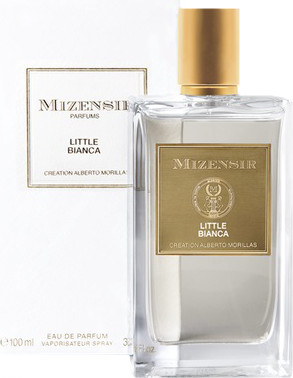 MIZENSIR
PARFUMS
LITTLE
BIANCA
CREATION ALBERTO MORILLAS
100 ml
EAU DE PARFUM
VAPORISATEUR SPRAY
MIZENSIR
LITTLE
BIANCA
CREATION ALBERTO MORILLAS